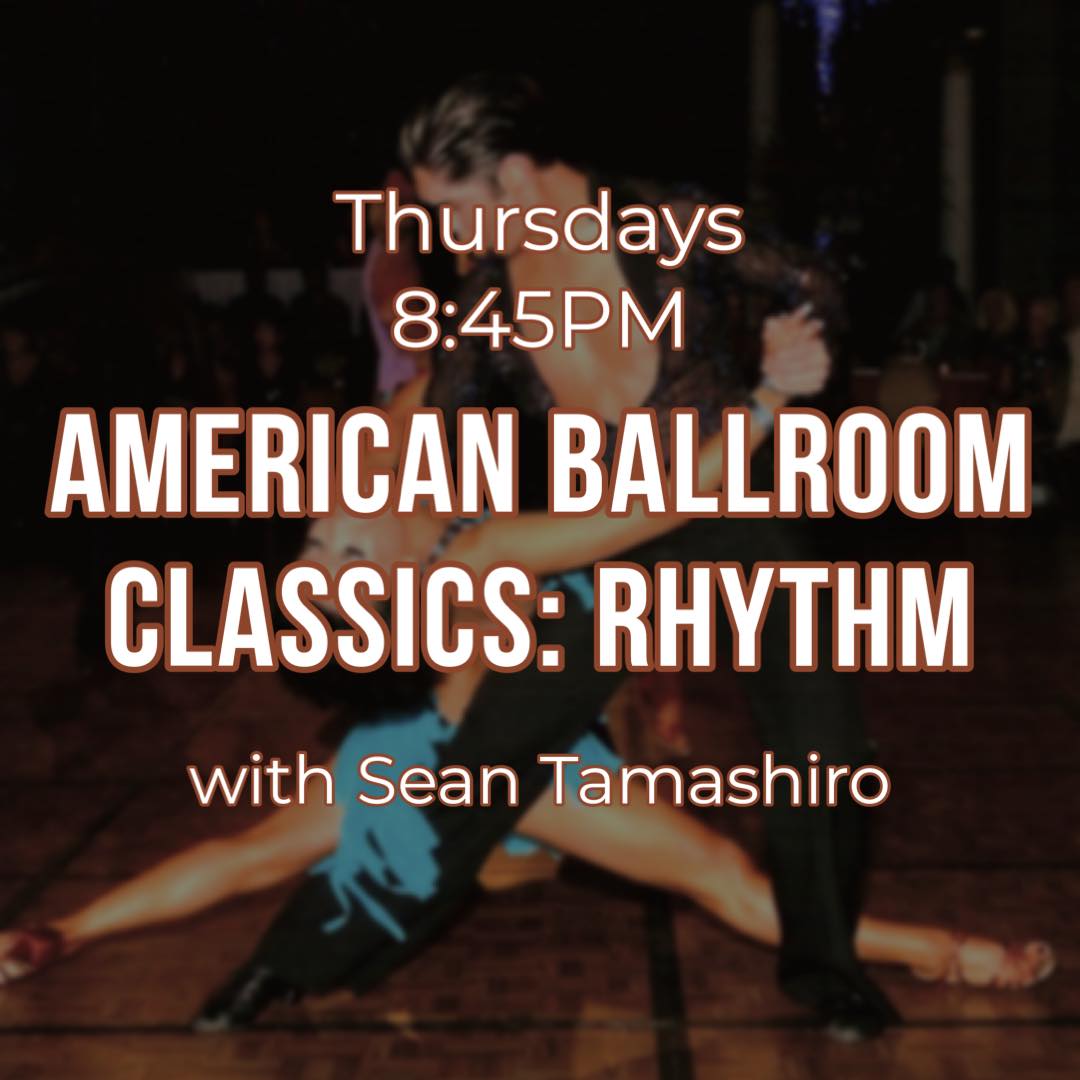 Thursdays
8:45PM
AMERICAN BALLROOM
CLASSICS: RHYTHM
with Sean Tamashiro